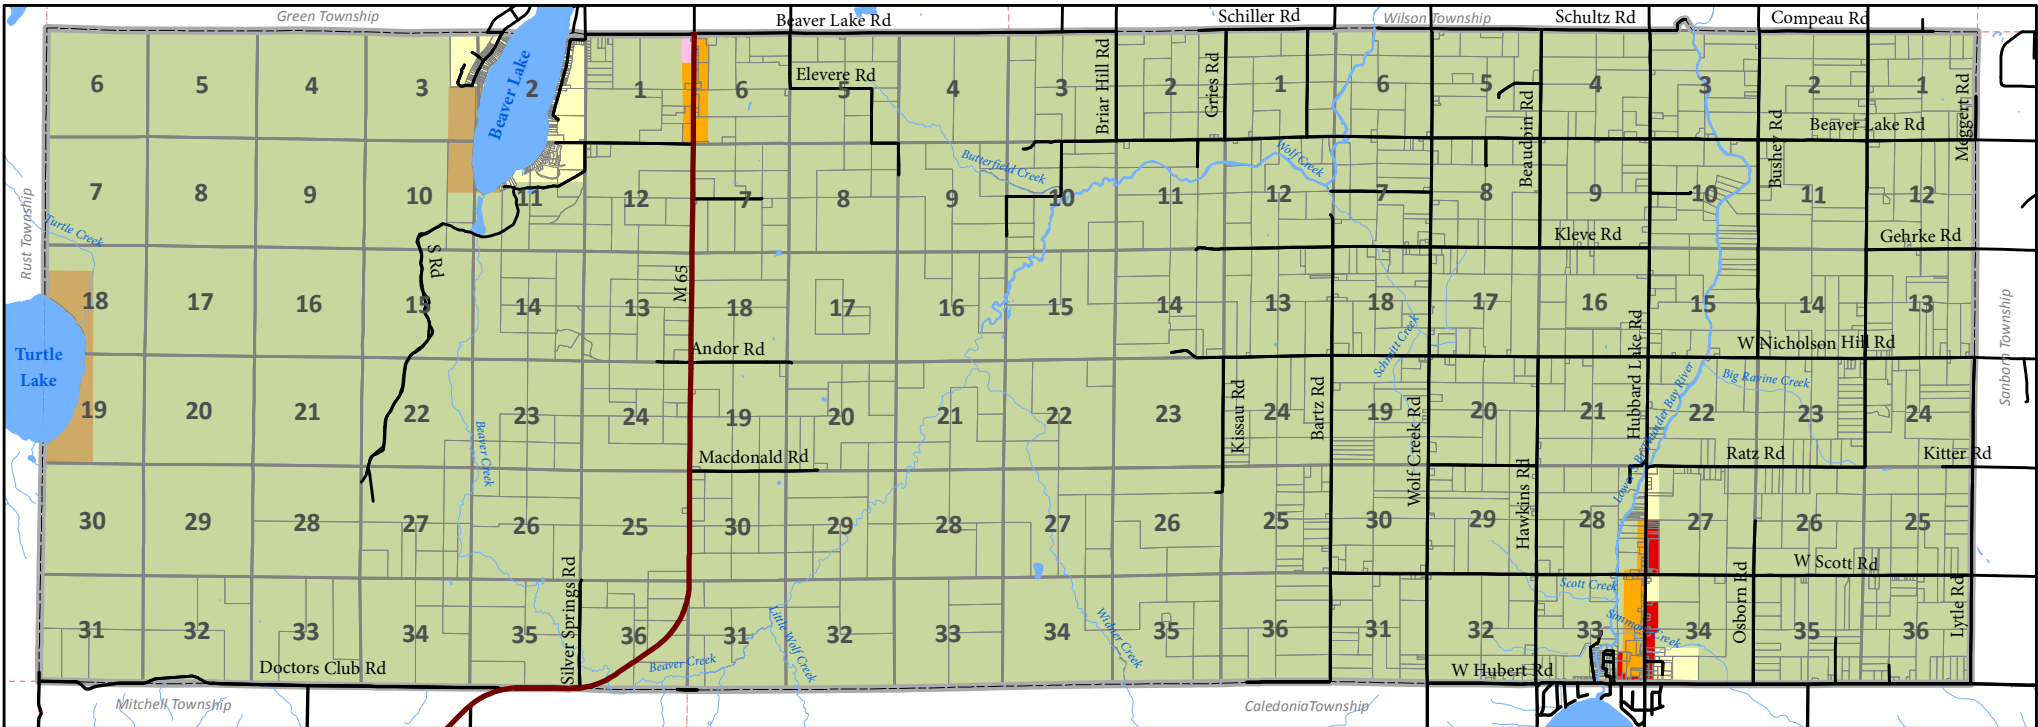 Green Township
Beaver Lake Rd
Schiller Rd
Wilson Township
Schultz Rd
Compeau Rd
6
5
4
3
2
Beaver Lake
1
6
Elevere Rd
5
4
3
Briar Hill Rd
2
Gries Rd
1
6
5
Beaudoin Rd
4
3
2
Bushey Rd
Beaver Lake Rd
1
Meggert Rd
Rust Township
Turtle Creek
7
8
9
10
11
12
7
8
9
Butterfield Creek
10
11
Wolf Creek
12
7
8
9
10
11
12
Kleve Rd
Gehrke Rd
S Rd
M 65
18
17
16
15
14
13
18
17
16
15
14
13
18
17
16
15
14
13
Schmitt Creek
Hubbard Lake Rd
W Nicholson Hill Rd
Sanborn Township
Turtle
Lake
Andor Rd
19
20
21
22
23
24
19
20
21
22
23
24
19
20
21
22
23
24
Beaver Creek
Kissau Rd
Bartz Rd
Wolf Creek Rd
Lower Beautunder Bay River
Big Ravine Creek
Macdonald Rd
Ratz Rd
Kitter Rd
Hawkins Rd
30
29
28
27
26
25
30
29
28
27
26
25
30
29
28
27
26
25
Silver Springs Rd
W Scott Rd
Scott Creek
Osborn Rd
Lytle Rd
31
32
33
34
35
36
31
32
33
34
35
36
31
32
33
34
35
36
Simmons Creek
Little Wolf Creek
Widner Creek
Doctors Club Rd
Beaver Creek
W Hubert Rd
Mitchell Township
CaledoniaTownship